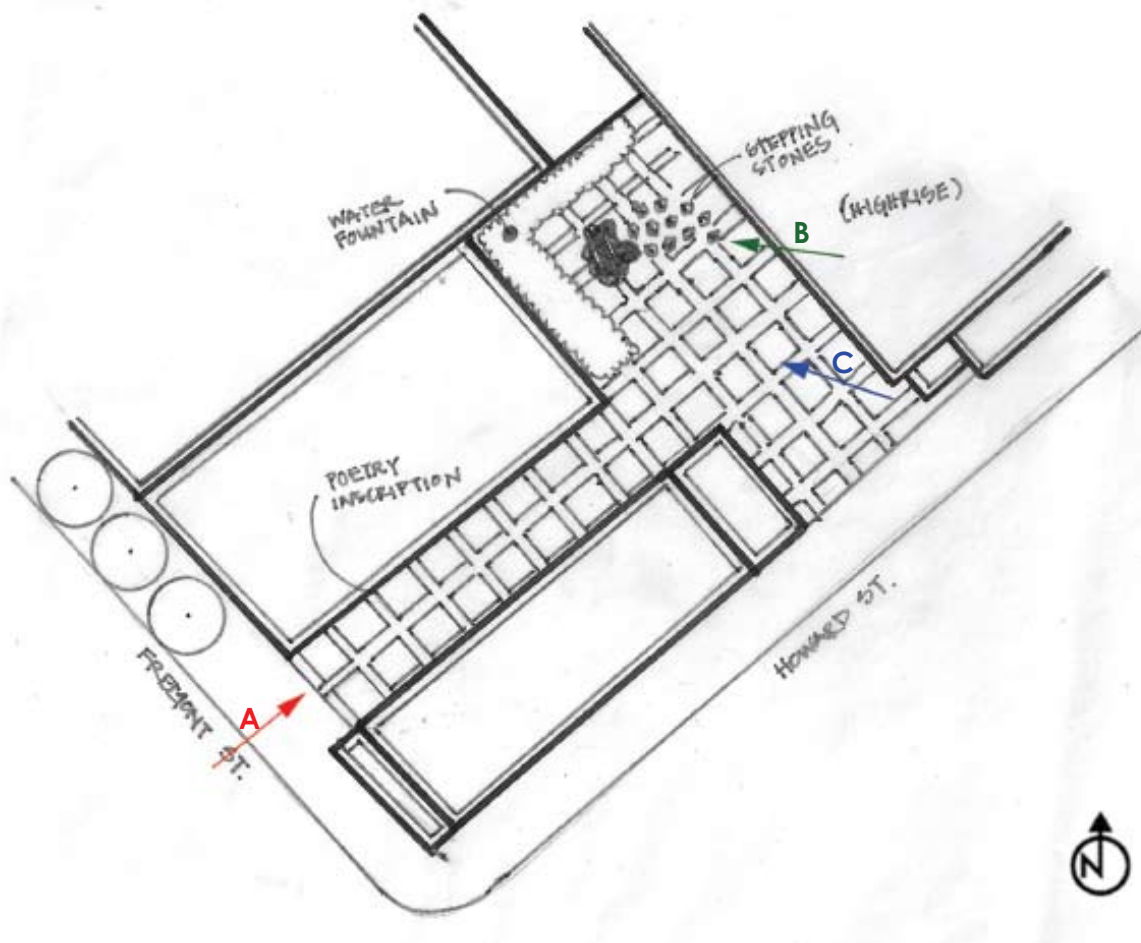 STEPPING
STONES
(HIGHRISE)
WATER
FOUNTAIN
B
C
POETRY
INSCRIPTION
HOWARD ST.
FREMONT ST.
A
N